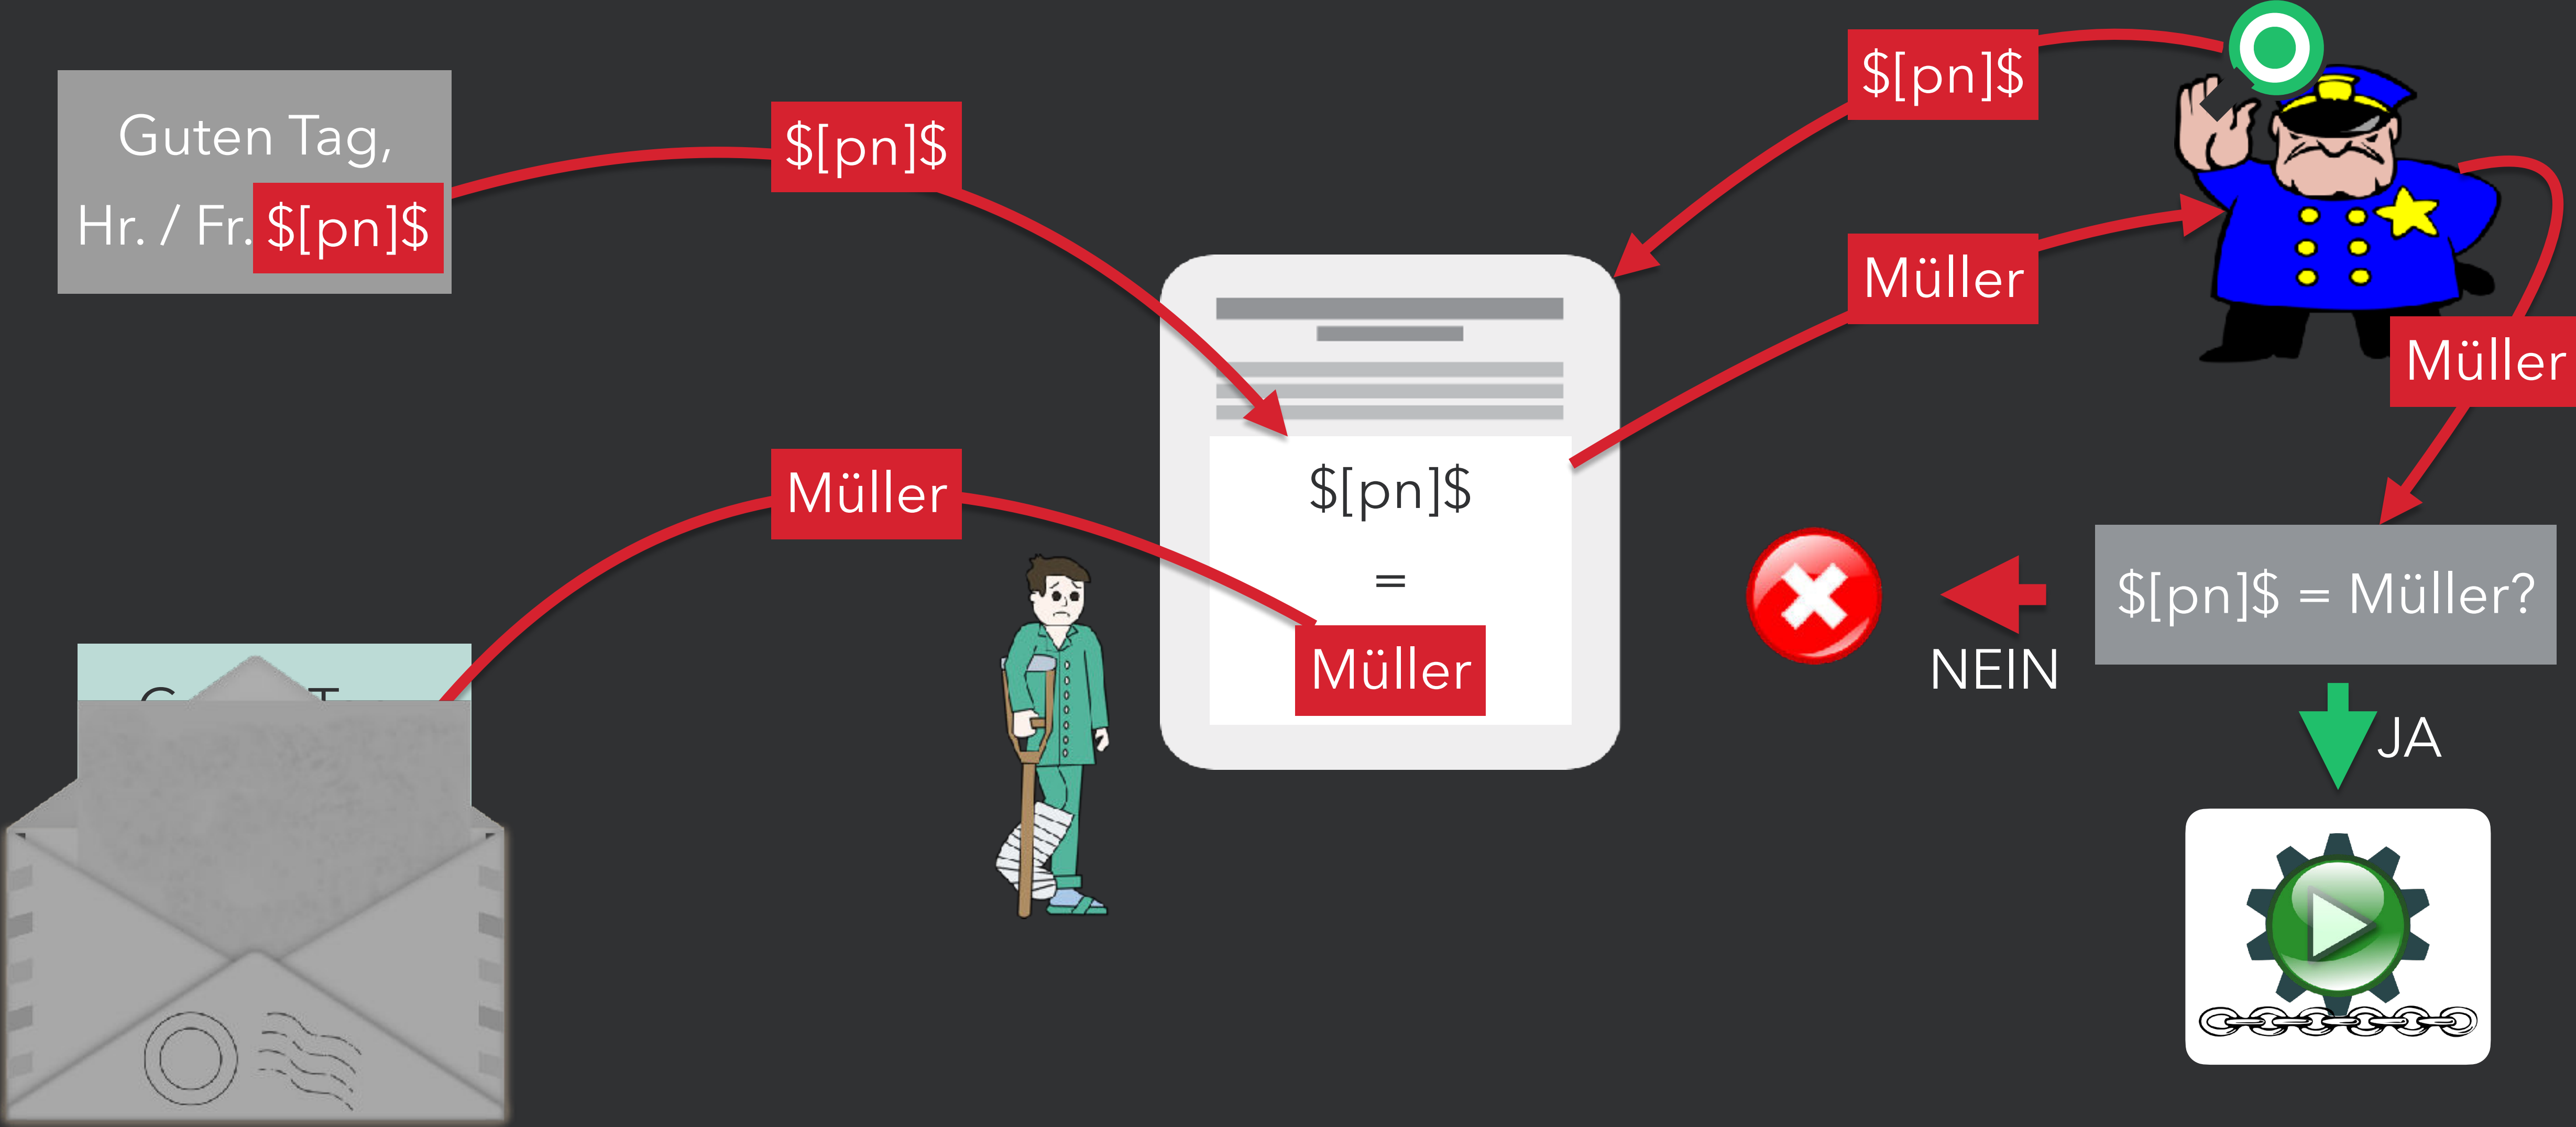 Guten Tag,
Hr. / Fr. $[pn]$
$[pn]$
$[pn]$
Müller
Müller
Müller
$[pn]$
=
Müller
$[pn]$ = Müller?
NEIN
JA